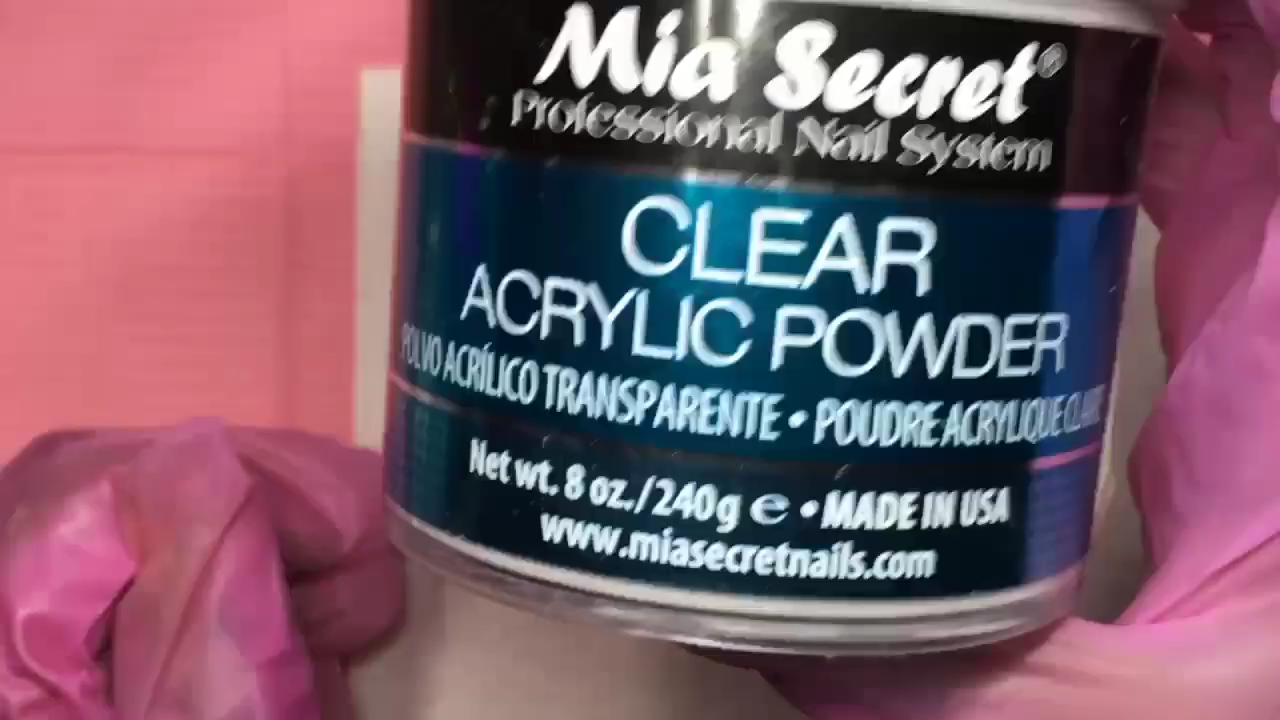 Mia Secret®
Professional Nail System
CLEAR
ACRYLIC POWDER
POLVO ACRÍLICO TRANSPARENTE • POUDRE ACRYLIQUE CLAIRE
Net wt. 8 oz./240g e • MADE IN USA
www.miasecretnails.com